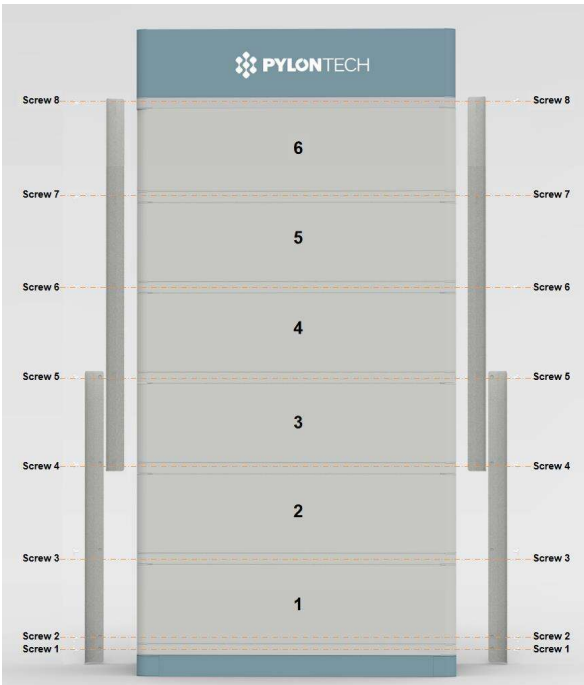 PYLONTECH
Screw 8 Screw 8
6
Screw 7 Screw 7
5
Screw 6 Screw 6
4
Screw 5 Screw 5
3
Screw 4 Screw 4
2
Screw 3 Screw 3
1
Screw 2 Screw 2
Screw 1 Screw 1